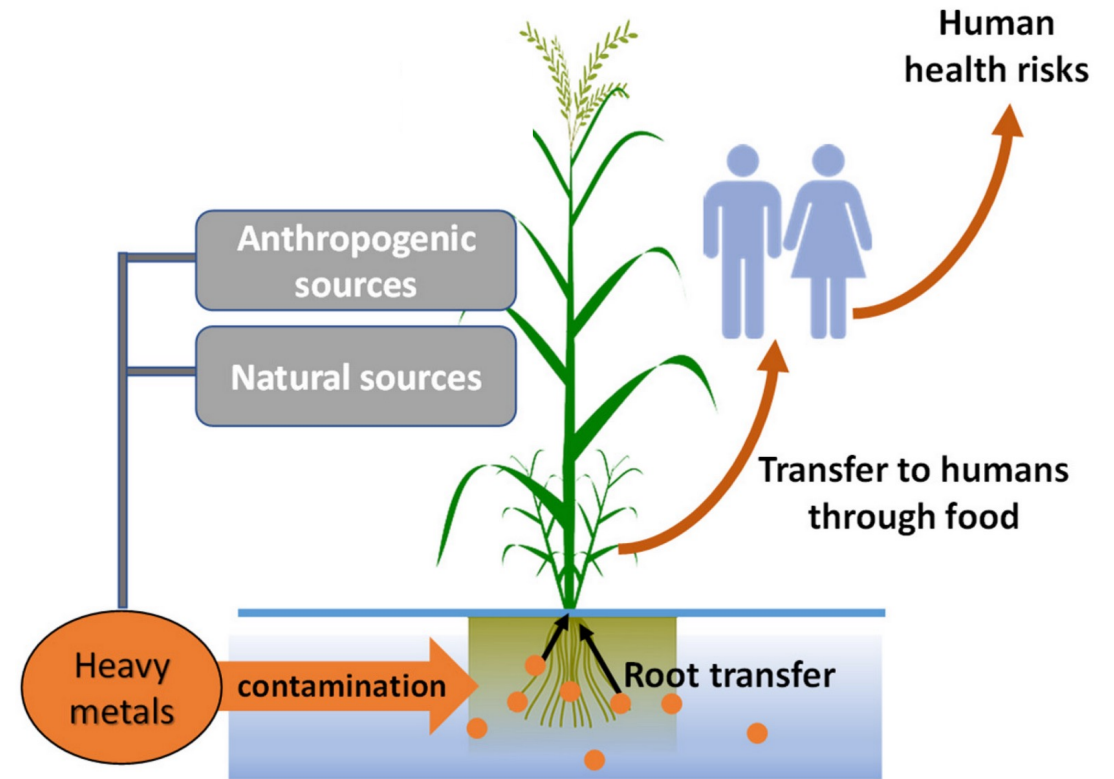 Human
health risks
Anthropogenic
sources
Natural sources
Transfer to humans
through food
Heavy
metals
contamination
Root transfer